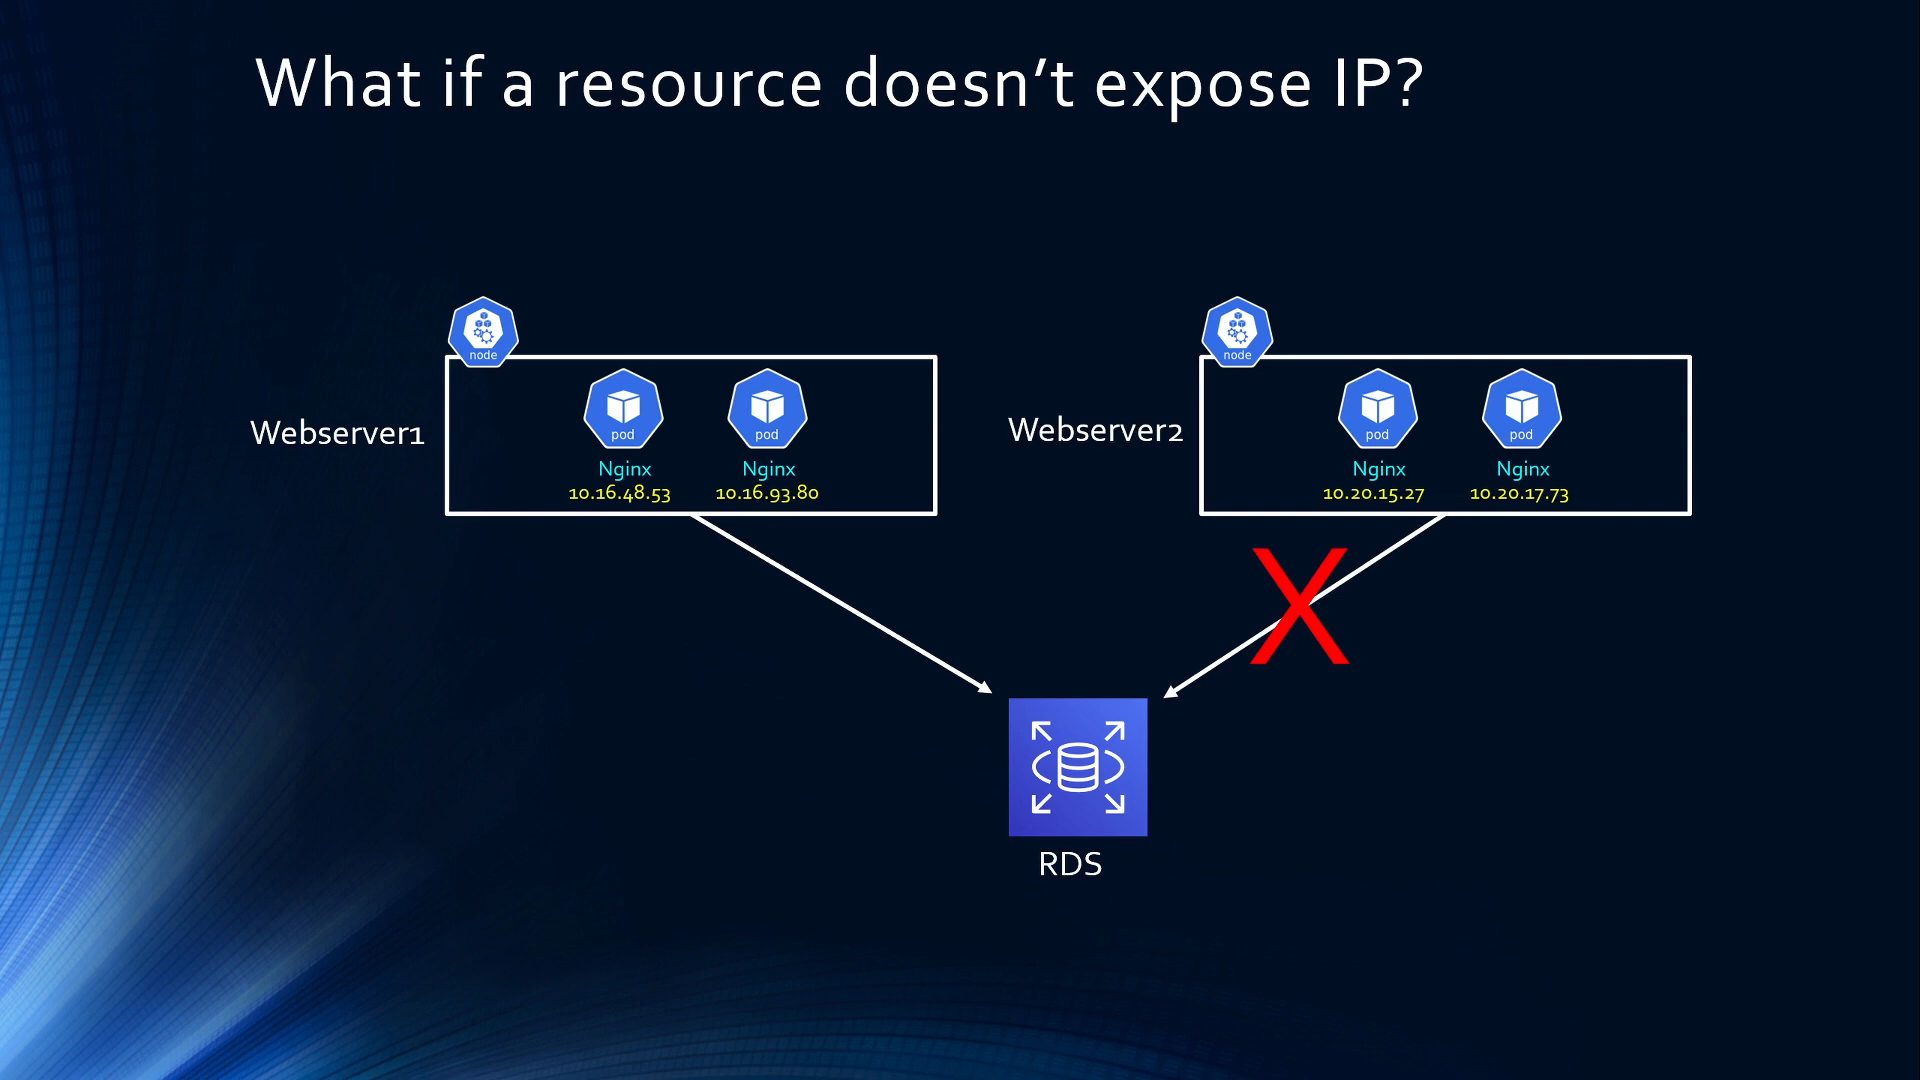 What if a resource doesn’t expose IP?
node
node
Webserver1
pod
pod
Nginx
Nginx
10.16.48.53
10.16.93.80
Webserver2
pod
pod
Nginx
Nginx
10.20.15.27
10.20.17.73
X
RDS